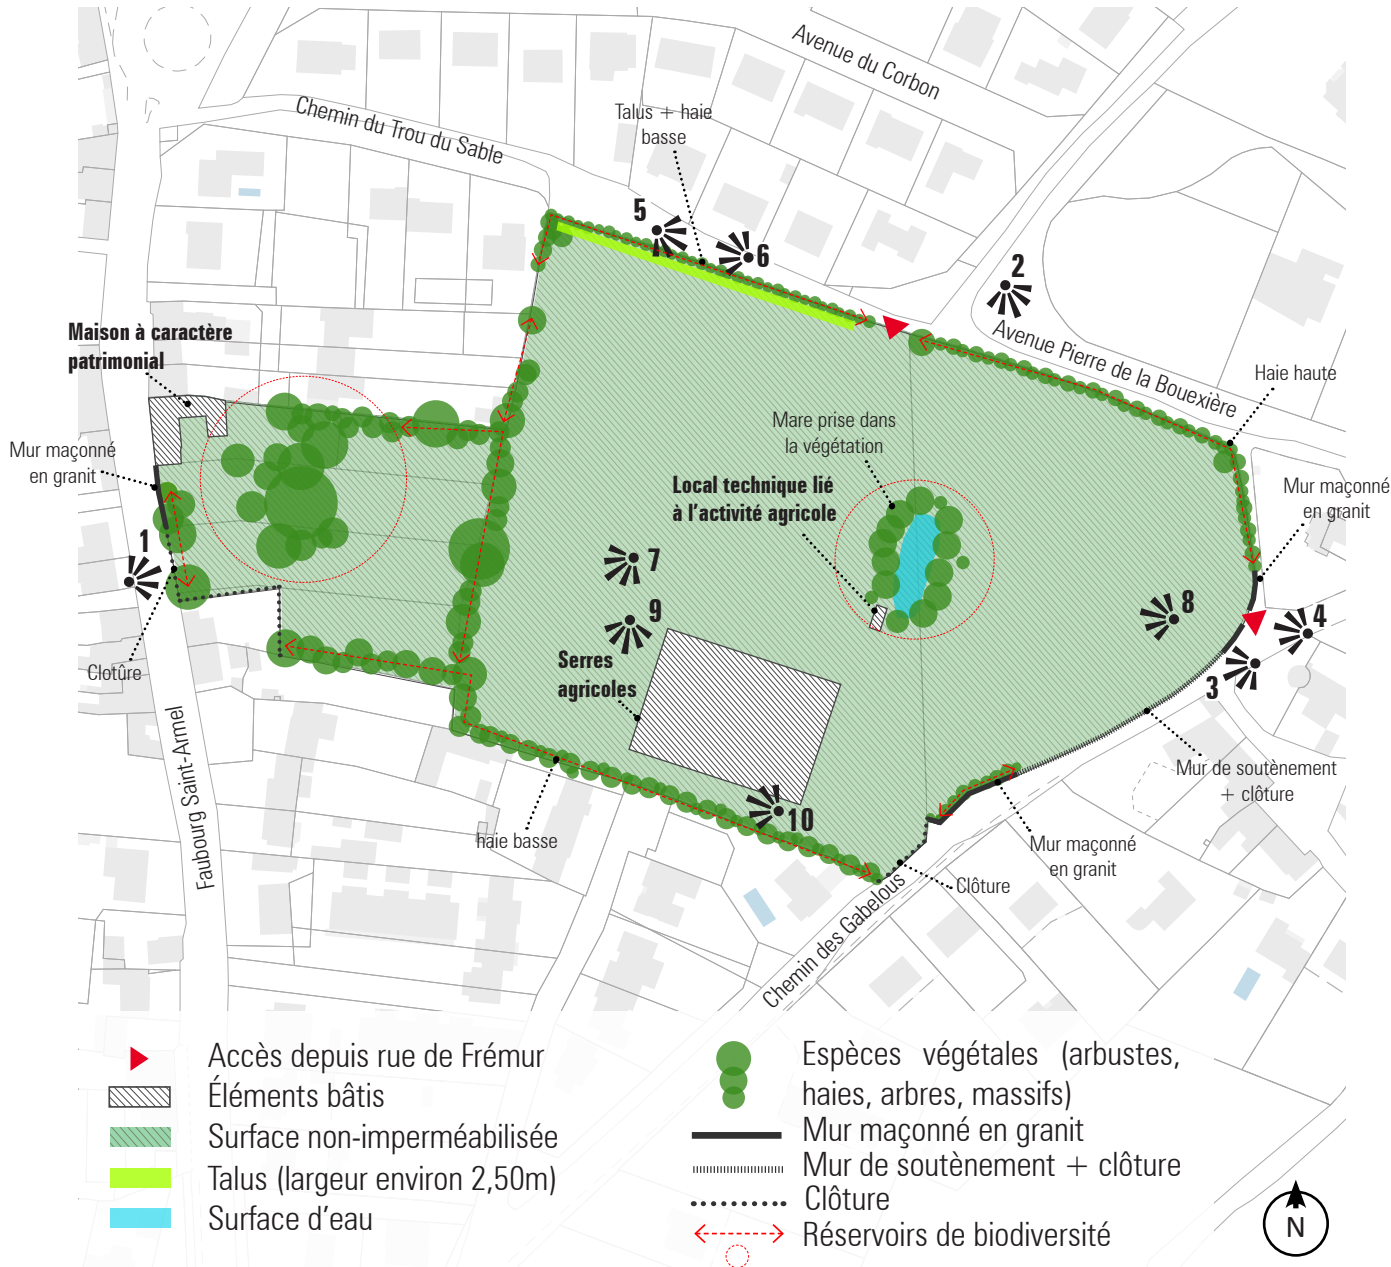 Avenue du Corbon
Chemin du Trou du Sable
Talus + haie
basse
5
6
2
Avenue Pierre de la Bouexière
Maison à caractère
patrimonial
Haie haute
Mare prise dans
la végétation
Mur maçonné
en granit
Local technique lié
à l'activité agricole
Mur maçonné
en granit
1
7
9
8
4
3
Clotûre
Serres
agricoles
Faubourg Saint-Armel
Mur de soutènement
+ clôture
10
haie basse
Mur maçonné
en granit
Clôture
Chemin des Gabelous
Accès depuis rue de Frémur
Éléments bâtis
Surface non-imperméabilisée
Talus (largeur environ 2,50m)
Surface d'eau
Espèces végétales (arbustes,
haies, arbres, massifs)
Mur maçonné en granit
Mur de soutènement + clôture
Clôture
Réservoirs de biodiversité
N